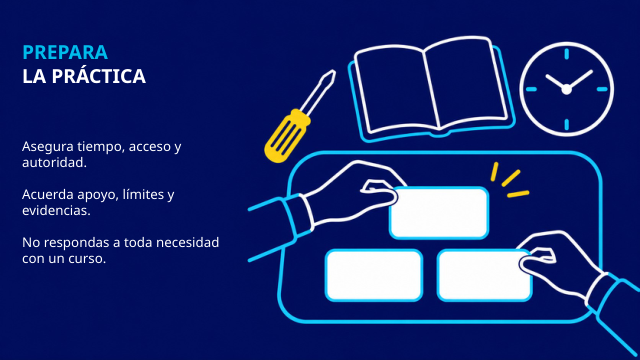 PREPARA
LA PRÁCTICA
Asegura tiempo, acceso y
autoridad.
Acuerda apoyo, límites y
evidencias.
No respondas a toda necesidad
con un curso.